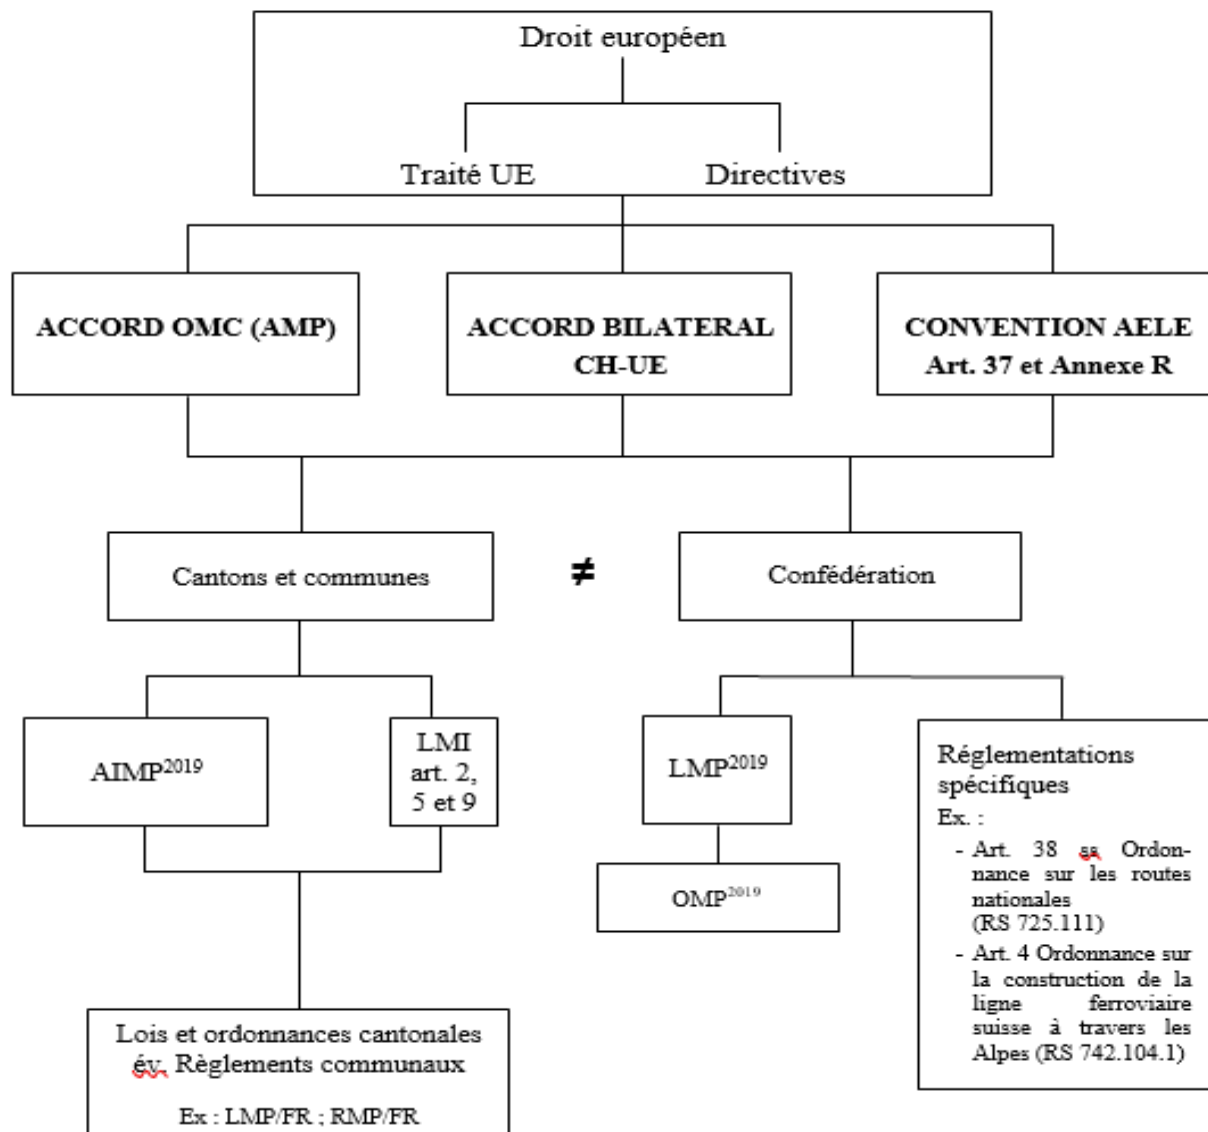 Droit européen
Traité UE
Directives
ACCORD OMC (AMP)
ACCORD BILATERAL
CH-UE
CONVENTION AELE
Art. 37 et Annexe R
Cantons et communes
≠
Confédération
AIMP²⁰¹⁹
LMI
art. 2,
5 et 9
LMP²⁰¹⁹
OMP²⁰¹⁹
Réglementations
spécifiques
Ex. :
- Art. 38 ss Ordon-
nance sur les routes
nationales
(RS 725.111)
- Art. 4 Ordonnance sur
la construction de la
ligne ferroviaire
suisse à travers les
Alpes (RS 742.104.1)
Lois et ordonnances cantonales
év. Règlements communaux
Ex : LMP/FR ; RMP/FR